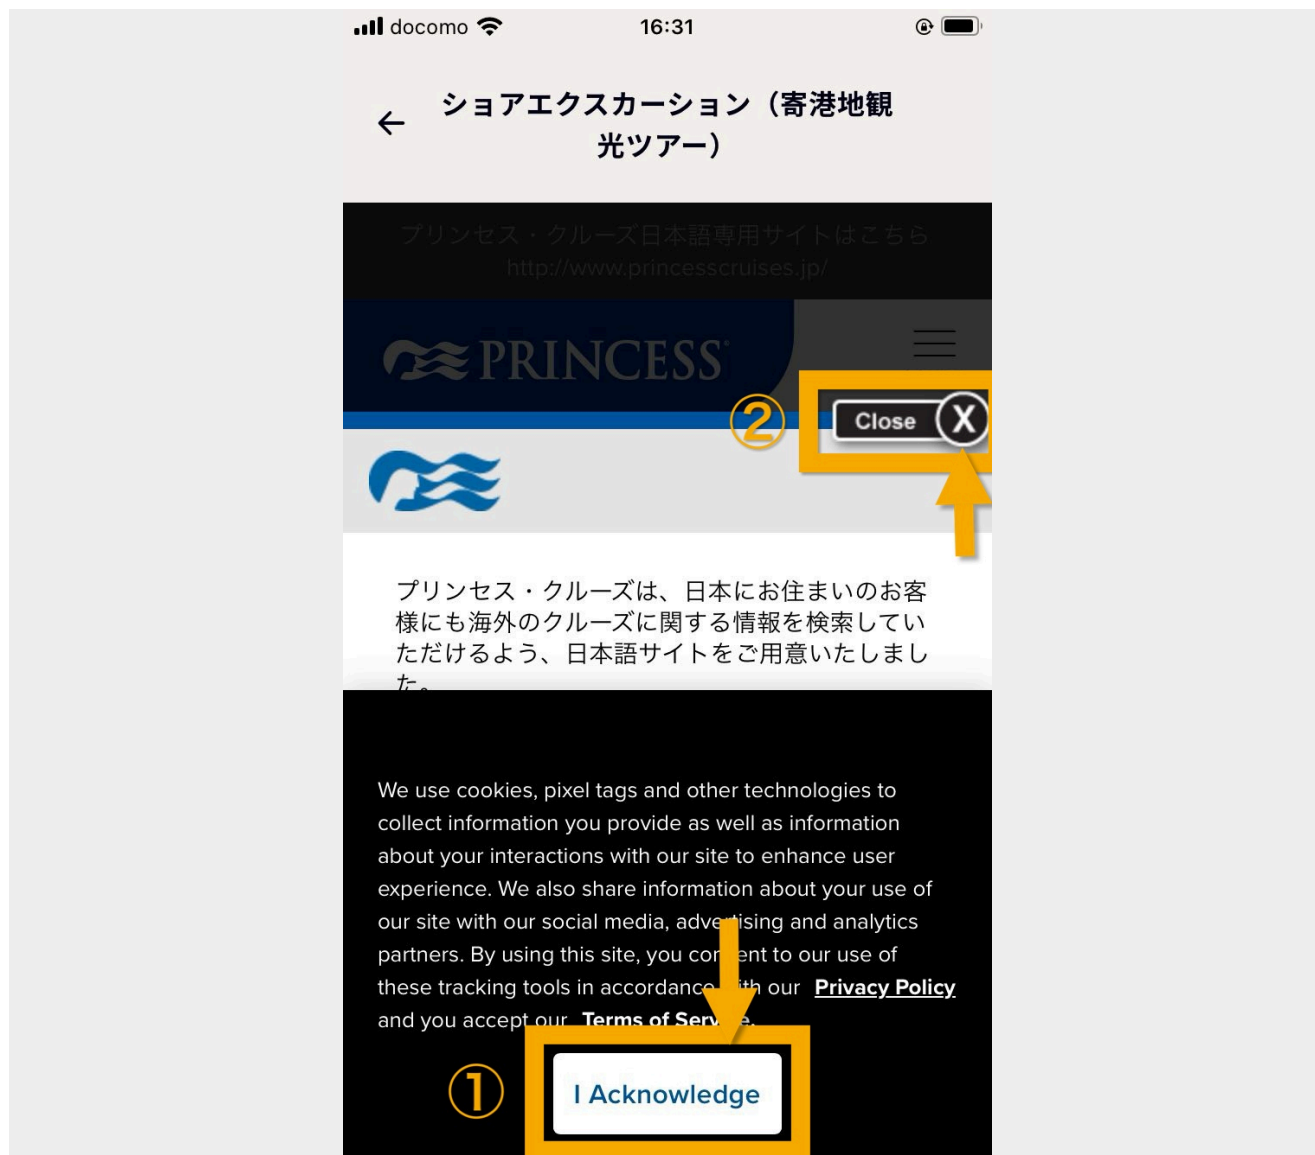 docomo 16:31
ショアエクスカーション（寄港地観
光ツアー）
プリンセス・クルーズ日本語専用サイトはこちら
http://www.princesscruises.jp/
PRINCESS
② Close X
プリンセス・クルーズは、日本にお住まいのお客
様にも海外のクルーズに関する情報を検索してい
ただけるよう、日本語サイトをご用意いたしまし
た。
We use cookies, pixel tags and other technologies to
collect information you provide as well as information
about your interactions with our site to enhance user
experience. We also share information about your use of
our site with our social media, advertising and analytics
partners. By using this site, you consent to our use of
these tracking tools in accordance with our Privacy Policy
and you accept our Terms of Service.
① I Acknowledge